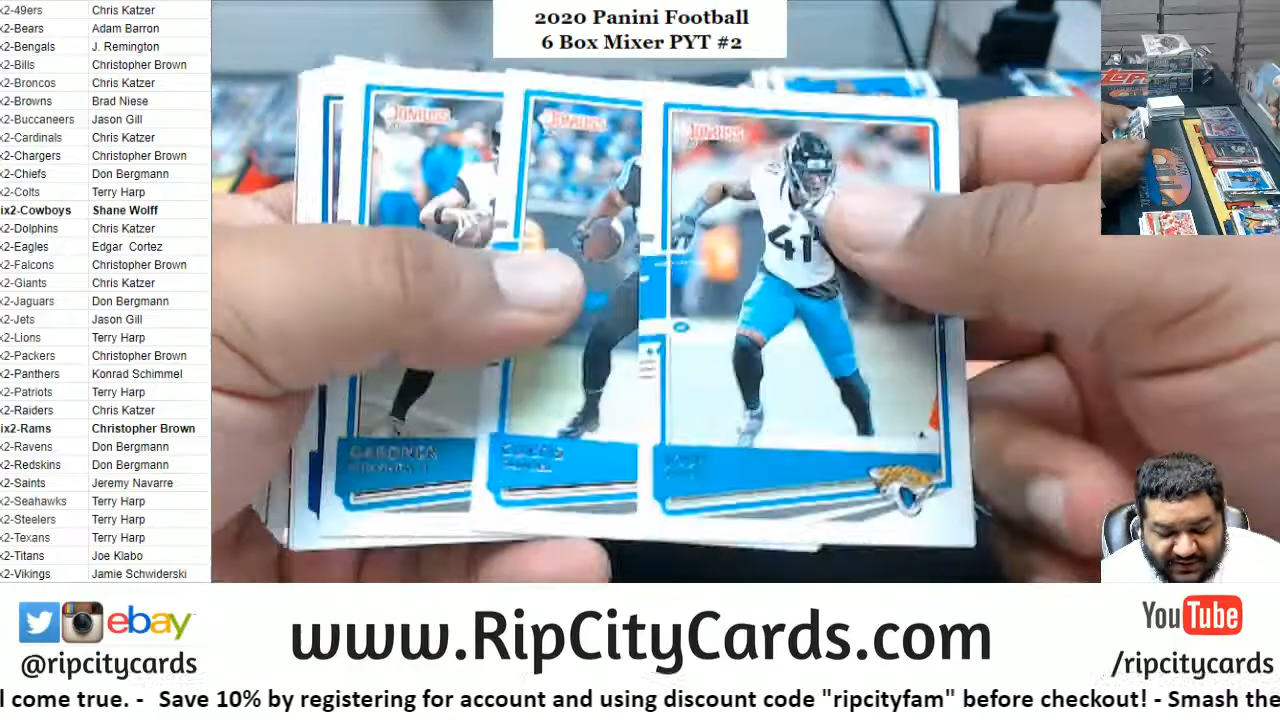 2020 Panini Football
6 Box Mixer PYT #2
x2-49ers Chris Katzer
x2-Bears Adam Barron
x2-Bengals J. Remington
x2-Bills Christopher Brown
x2-Broncos Chris Katzer
x2-Browns Brad Niese
x2-Buccaneers Jason Gill
x2-Cardinals Chris Katzer
x2-Chargers Christopher Brown
x2-Chiefs Don Bergmann
x2-Colts Terry Harp
ix2-Cowboys Shane Wolff
x2-Dolphins Chris Katzer
x2-Eagles Edgar Cortez
x2-Falcons Christopher Brown
x2-Giants Chris Katzer
x2-Jaguars Don Bergmann
x2-Jets Jason Gill
x2-Lions Terry Harp
x2-Packers Christopher Brown
x2-Panthers Konrad Schimmel
x2-Patriots Terry Harp
x2-Raiders Chris Katzer
ix2-Rams Christopher Brown
x2-Ravens Don Bergmann
x2-Redskins Don Bergmann
x2-Saints Jeremy Navarre
x2-Seahawks Terry Harp
x2-Steelers Terry Harp
x2-Texans Terry Harp
x2-Titans Joe Klabo
x2-Vikings Jamie Schwiderski
DONRUSS
DONRUSS
DONRUSS
41
GARDNER
CURTIS
TOPPS
ebay
@ripcitycards
www.RipCityCards.com
YouTube
/ripcitycards
l come true. - Save 10% by registering for account and using discount code "ripcityfam" before checkout! - Smash the